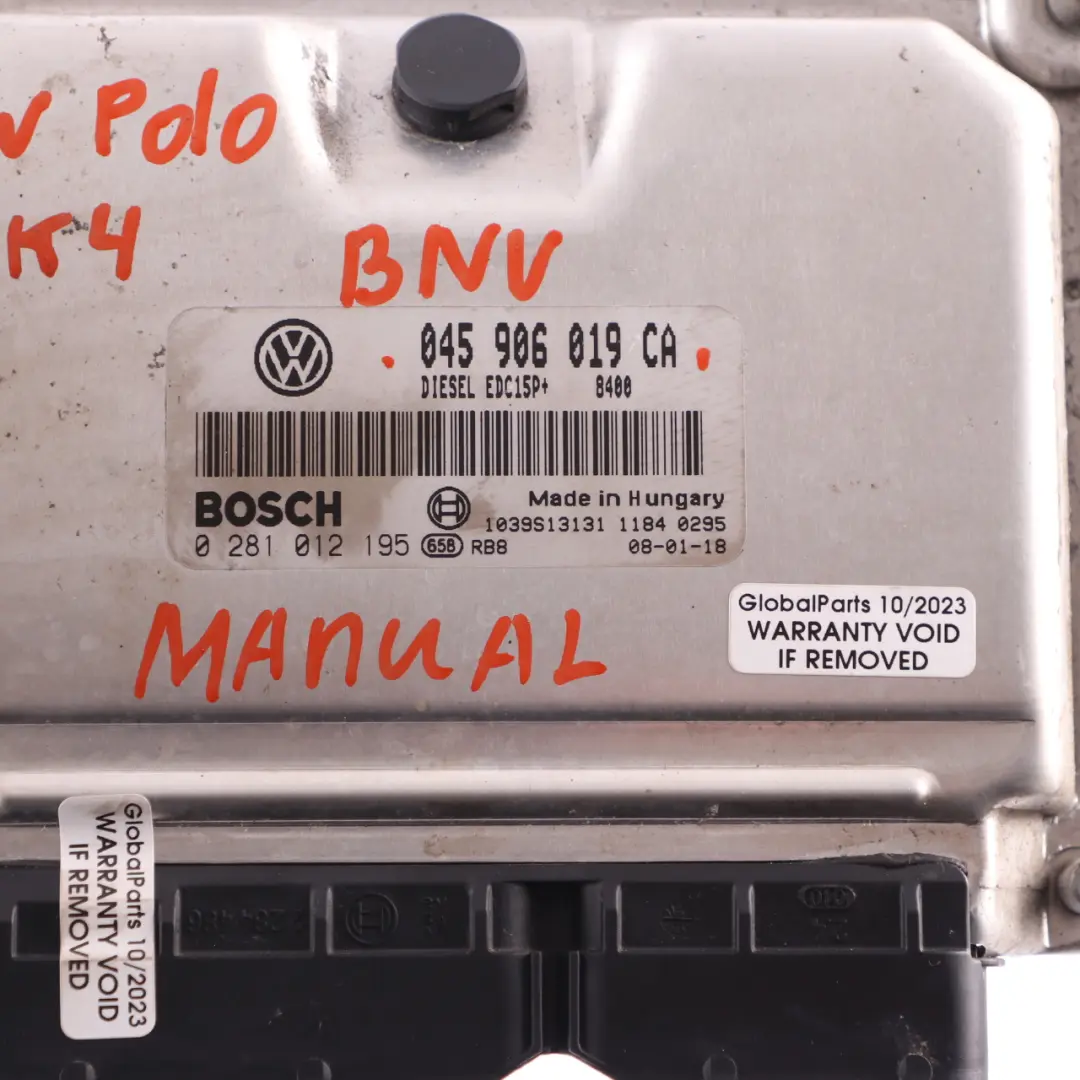 Polo
K4
BNV
045 906 019 CA
DIESEL EDC15P+ 8400
BOSCH
Made in Hungary
1039S13131 1184 0295
0 281 012 195 658 RB8 08-01-18
MANUAL
GlobalParts 10/2023
WARRANTY VOID
IF REMOVED
GlobalParts 10/2023
WARRANTY VOID
IF REMOVED